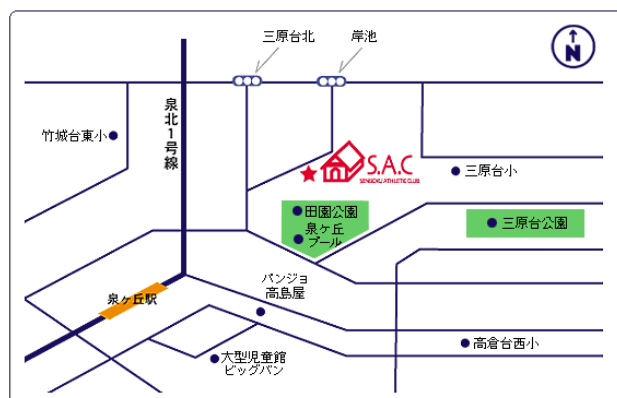 三原台北
岸池
N
泉北1号線
竹城台東小
S.A.C
SENBOKU ATHLETIC CLUB
三原台小
田園公園
泉ヶ丘
プール
三原台公園
パンジョ
高島屋
泉ヶ丘駅
高倉台西小
大型児童館
ビッグバン